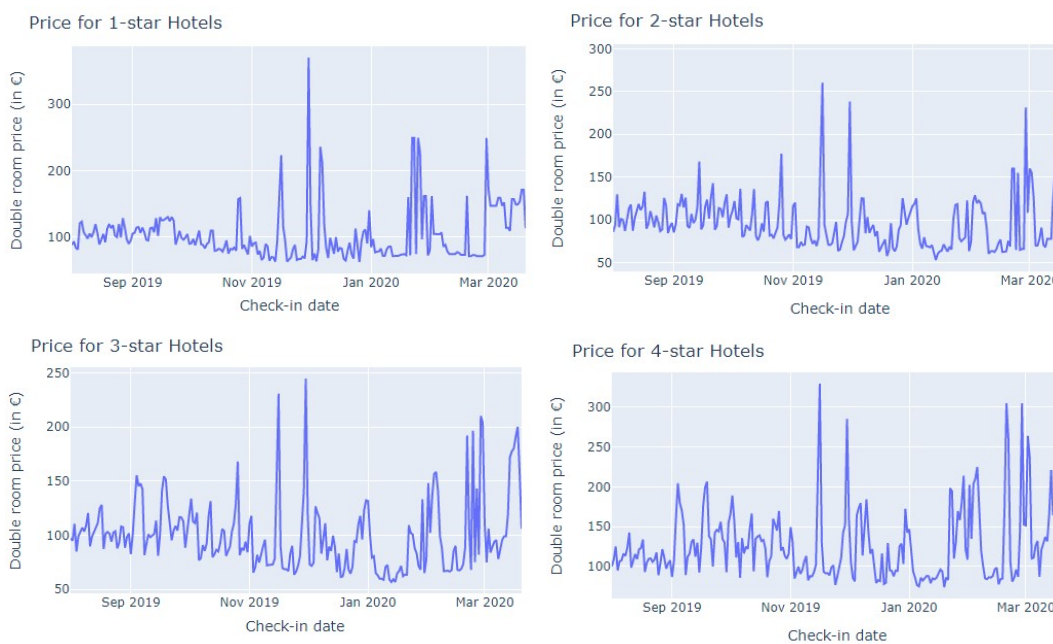 Price for 1-star Hotels
Double room price (in €)
300
200
100
Sep 2019
Nov 2019
Jan 2020
Mar 2020
Check-in date
Price for 2-star Hotels
Double room price (in €)
300
250
200
150
100
50
Sep 2019
Nov 2019
Jan 2020
Mar 2020
Check-in date
Price for 3-star Hotels
Double room price (in €)
250
200
150
100
50
Sep 2019
Nov 2019
Jan 2020
Mar 2020
Check-in date
Price for 4-star Hotels
Double room price (in €)
300
250
200
150
100
Sep 2019
Nov 2019
Jan 2020
Mar 2020
Check-in date